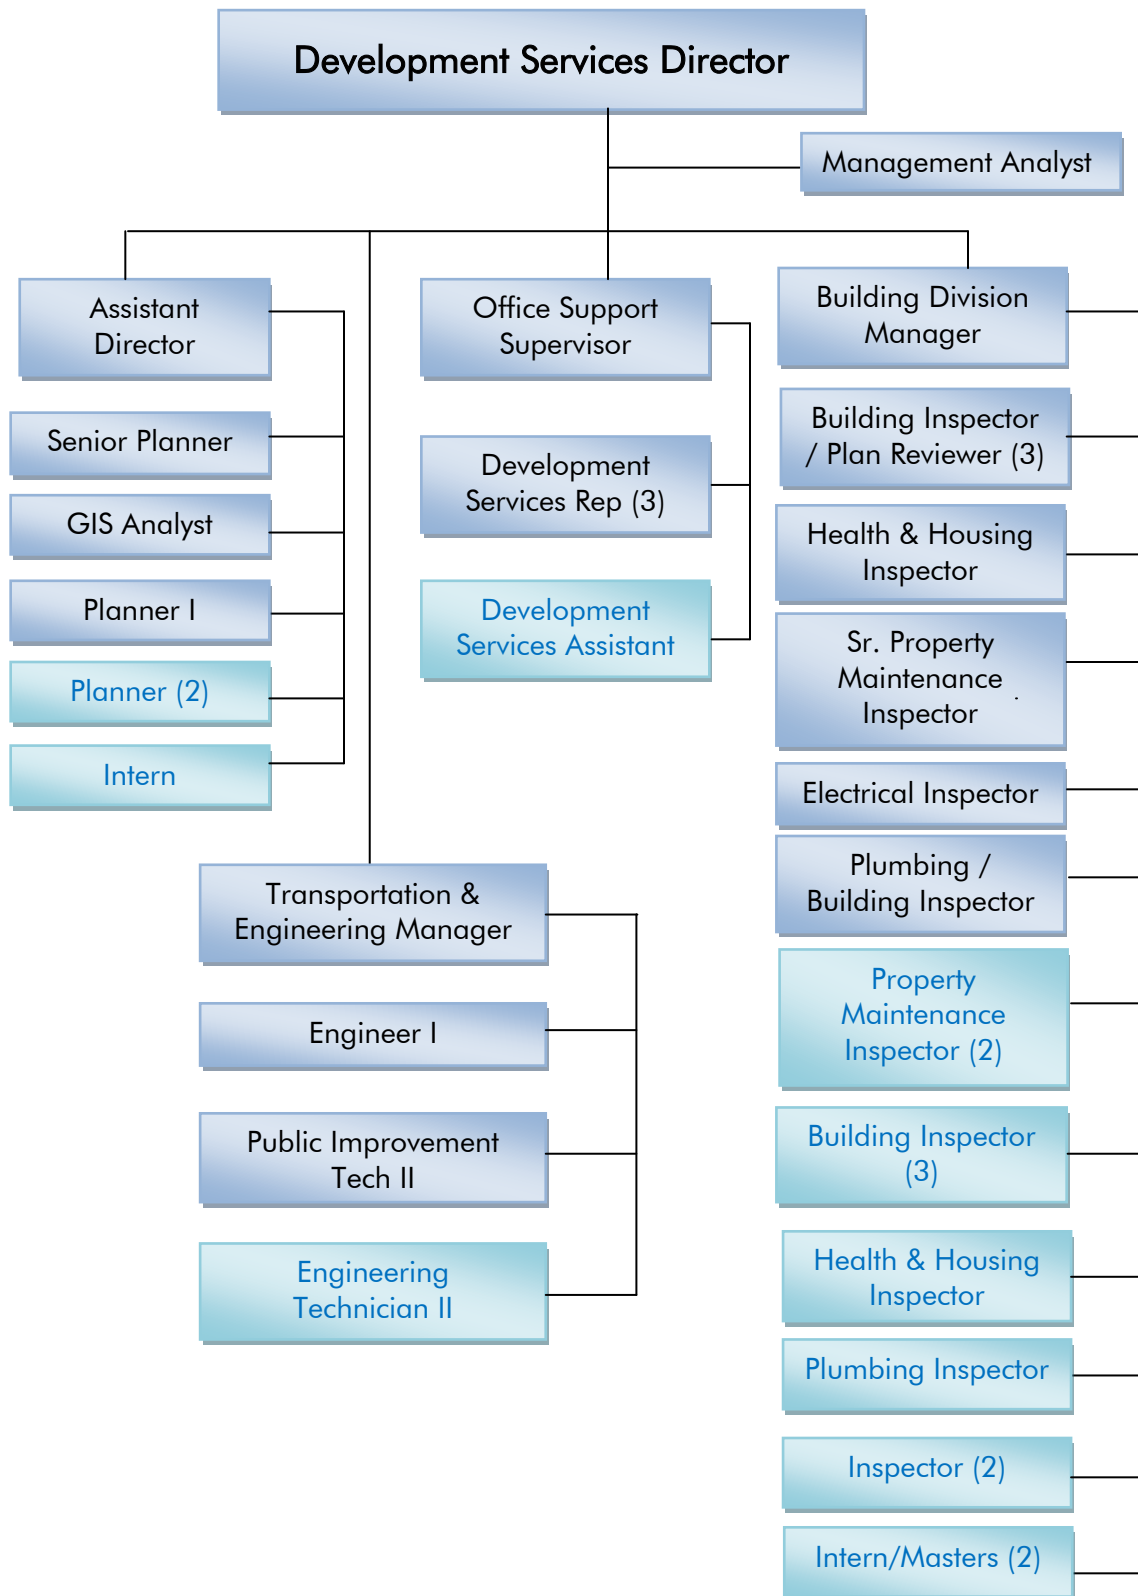 Development Services Director
Management Analyst
Assistant
Director
Senior Planner
GIS Analyst
Planner I
Planner (2)
Intern
Transportation &
Engineering Manager
Engineer I
Public Improvement
Tech II
Engineering
Technician II
Office Support
Supervisor
Development
Services Rep (3)
Development
Services Assistant
Building Division
Manager
Building Inspector
/ Plan Reviewer (3)
Health & Housing
Inspector
Sr. Property
Maintenance
Inspector
Electrical Inspector
Plumbing /
Building Inspector
Property
Maintenance
Inspector (2)
Building Inspector
(3)
Health & Housing
Inspector
Plumbing Inspector
Inspector (2)
Intern/Masters (2)